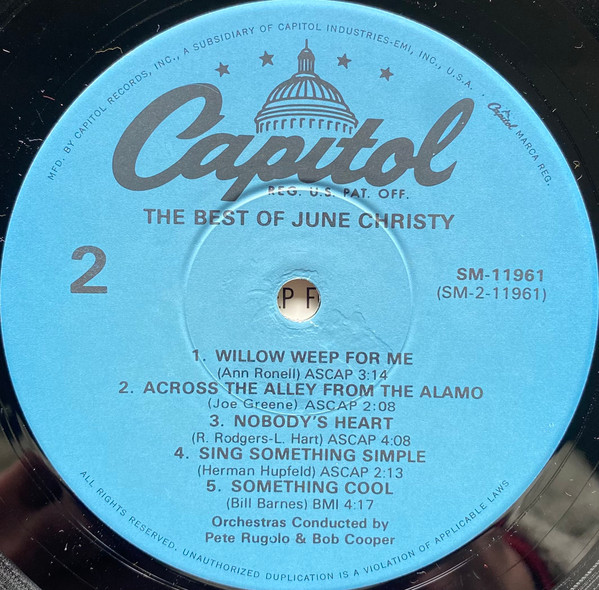 MFD. BY CAPITOL RECORDS, INC., A SUBSIDIARY OF CAPITOL INDUSTRIES-EMI, INC., U.S.A. • Capitol MARCA REG.
Capitol
REG. U.S. PAT. OFF.
THE BEST OF JUNE CHRISTY
2
SM-11961
(SM-2-11961)
P F
1. WILLOW WEEP FOR ME
(Ann Ronell) ASCAP 3:14
2. ACROSS THE ALLEY FROM THE ALAMO
(Joe Greene) ASCAP 2:08
3. NOBODY'S HEART
(R. Rodgers-L. Hart) ASCAP 4:08
4. SING SOMETHING SIMPLE
(Herman Hupfeld) ASCAP 2:13
5. SOMETHING COOL
(Bill Barnes) BMI 4:17
Orchestras Conducted by
Pete Rugolo & Bob Cooper
ALL RIGHTS RESERVED. UNAUTHORIZED DUPLICATION IS A VIOLATION OF APPLICABLE LAWS